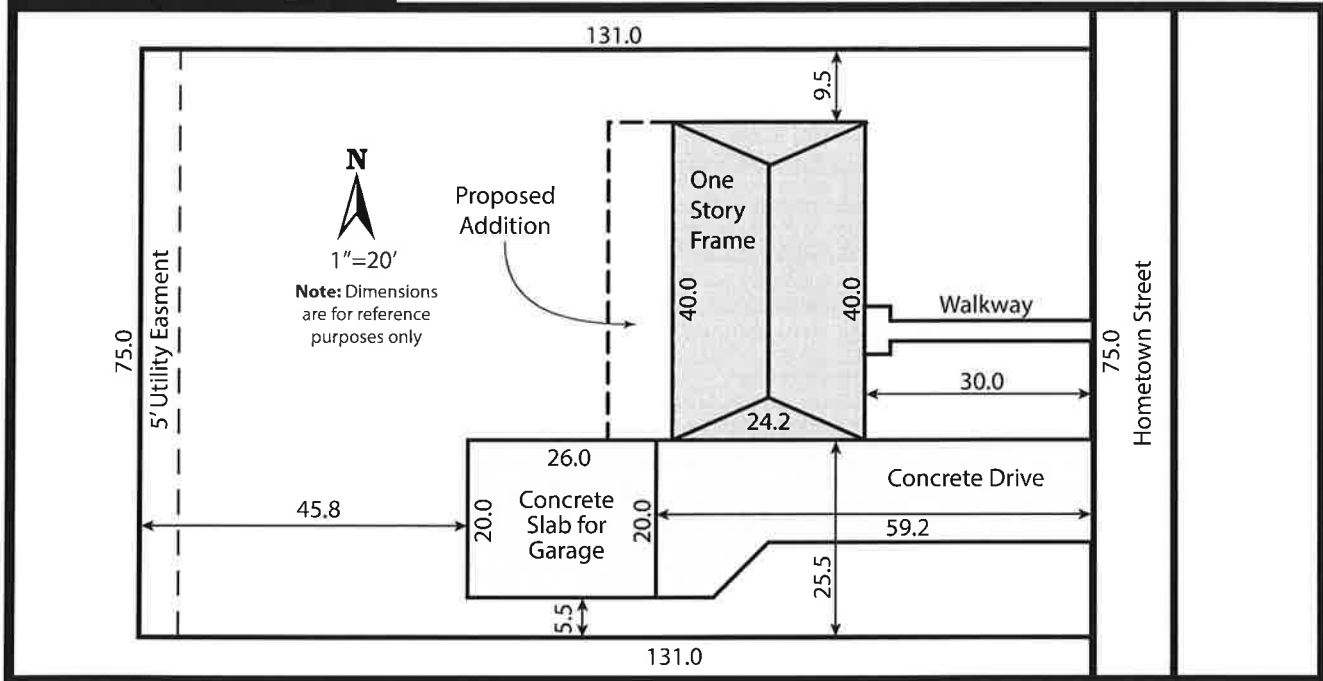 131.0
9.5
N
1"=20'
Note: Dimensions
are for reference
purposes only
Proposed
Addition
One
Story
Frame
40.0
40.0
24.2
Walkway
30.0
75.0
5' Utility Easment
75.0
Hometown Street
45.8
26.0
20.0
Concrete
Slab for
Garage
20.0
Concrete Drive
59.2
25.5
5.5
131.0